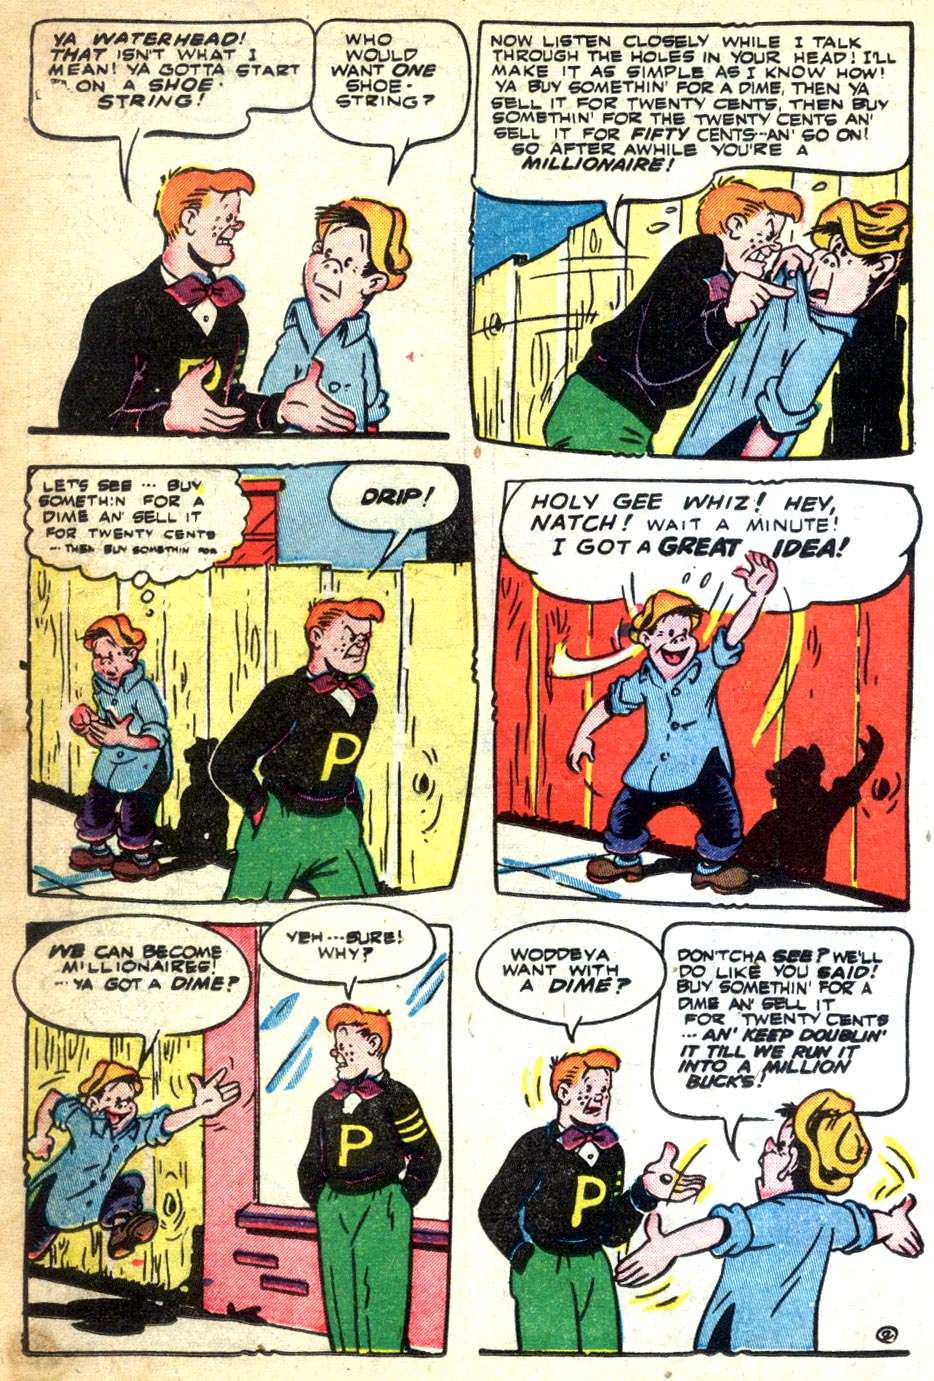 YA WATERHEAD!
THAT ISN'T WHAT I
MEAN! YA GOTTA START
ON A SHOE-
STRING!
WHO
WOULD
WANT ONE
SHOE-
STRING?
NOW LISTEN CLOSELY WHILE I TALK
THROUGH THE HOLES IN YOUR HEAD! I'LL
MAKE IT AS SIMPLE AS I KNOW HOW!
YA BUY SOMETHIN' FOR A DIME, THEN YA
SELL IT FOR TWENTY CENTS, THEN BUY
SOMETHIN' FOR THE TWENTY CENTS AN'
SELL IT FOR FIFTY CENTS--AN' SO ON!
SO AFTER AWHILE YOU'RE A
MILLIONAIRE!
LET'S SEE --- BUY
SOMETHIN FOR A
DIME AN' SELL IT
FOR TWENTY CENTS
--- THEN BUY SOMETHIN FOR
DRIP!
P
HOLY GEE WHIZ! HEY,
NATCH! WAIT A MINUTE!
I GOT A GREAT IDEA!
WE CAN BECOME
MILLIONAIRES!
--YA GOT A DIME?
YEH---SURE!
WHY?
P
WODDEYA
WANT WITH
A DIME?
DON'TCHA SEE? WE'LL
DO LIKE YOU SAID!
BUY SOMETHIN' FOR A
DIME AN' SELL IT
FOR TWENTY CENTS
---AN' KEEP DOUBLIN'
IT TILL WE RUN IT
INTO A MILLION
BUCKS!
P
2